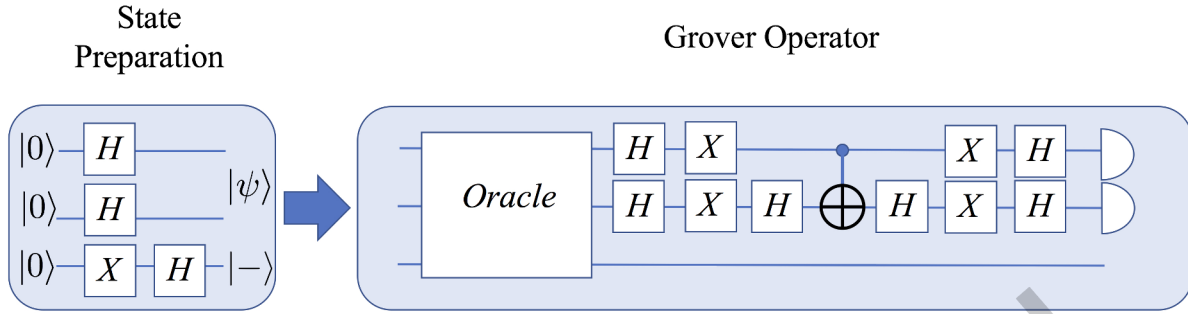 State
Preparation
Grover Operator
|0⟩ H
|0⟩ H
|ψ⟩
|0⟩ X H |−⟩
Oracle
H X X H
H X H H X H